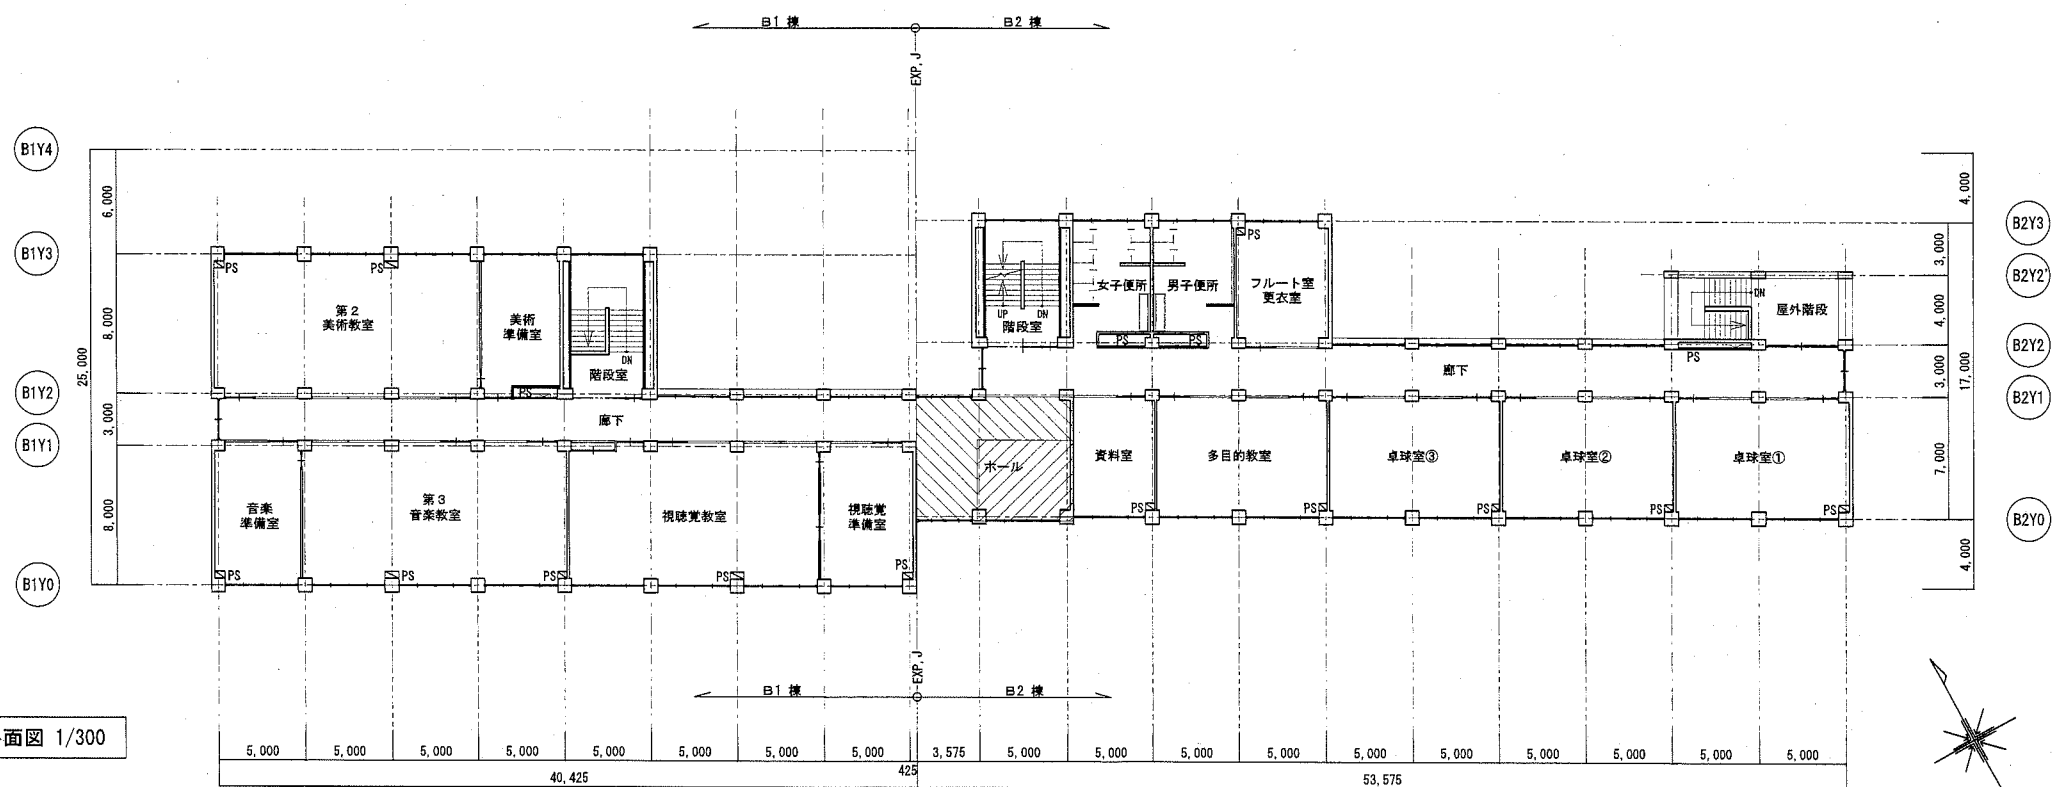 B1 棟
B2 棟
EXP.J
B1Y4
B1Y3
B1Y2
B1Y1
B1Y0
6,000
8,000
3,000
8,000
25,000
B2Y3
B2Y2'
B2Y2
B2Y1
B2Y0
4,000
3,000
4,000
3,000
7,000
4,000
17,000
PS
PS
第2
美術教室
美術
準備室
PS
DN
階段室
廊下
音楽
準備室
PS
第3
音楽教室
PS
PS
視聴覚教室
PS
視聴覚
準備室
PS
UP
DN
階段室
女子便所
男子便所
PS
PS
PS
フルート室
更衣室
DN
屋外階段
PS
廊下
ホール
資料室
PS
多目的教室
PS
卓球室③
PS
卓球室②
PS
卓球室①
PS
EXP.J
B1 棟
B2 棟
面図 1/300
5,000
5,000
5,000
5,000
5,000
5,000
5,000
5,000
425
3,575
5,000
5,000
5,000
5,000
5,000
5,000
5,000
5,000
5,000
5,000
40,425
53,575